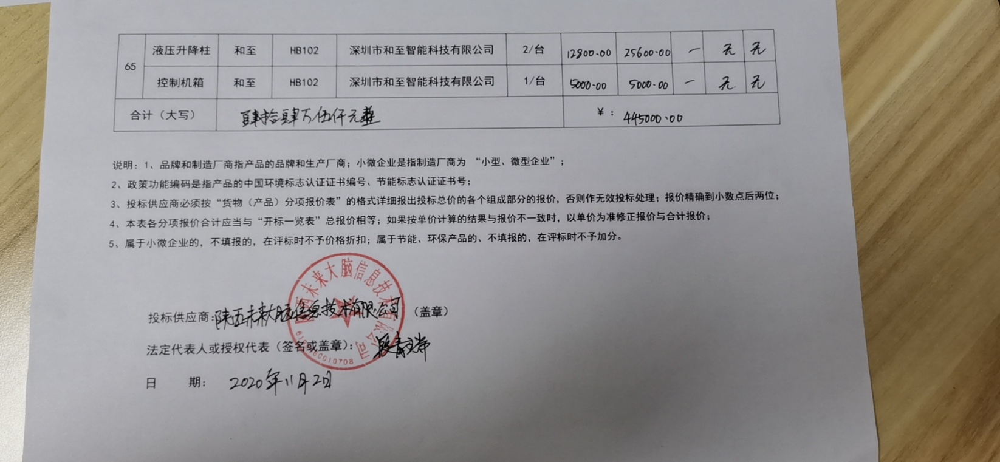 65 液压升降柱 和至 HB102 深圳市和至智能科技有限公司 2/台 12800.00 25600.00 一 无 无
控制机箱 和至 HB102 深圳市和至智能科技有限公司 1/台 5000.00 5000.00 一 无 无
合计（大写） 肆拾肆万伍仟元整 ￥： 445000.00
说明：1、品牌和制造厂商指产品的品牌和生产厂商；小微企业是指制造厂商为 “小型、微型企业”；
2、政策功能编码是指产品的中国环境标志认证证书编号、节能标志认证证书号；
3、投标供应商必须按“货物（产品）分项报价表”的格式详细报出投标总价的各个组成部分的报价，否则作无效投标处理；报价精确到小数点后两位；
4、本表各分项报价合计应当与“开标一览表”总报价相等；如果按单价计算的结果与报价不一致时，以单价为准修正报价与合计报价；
5、属于小微企业的，不填报的，在评标时不予价格折扣；属于节能、环保产品的、不填报的，在评标时不予加分。
投标供应商：陕西未来大脑信息技术有限公司 （盖章）
陕西未来大脑信息技术有限公司
法定代表人或授权代表（签名或盖章）：
日 期： 2020年11月2日